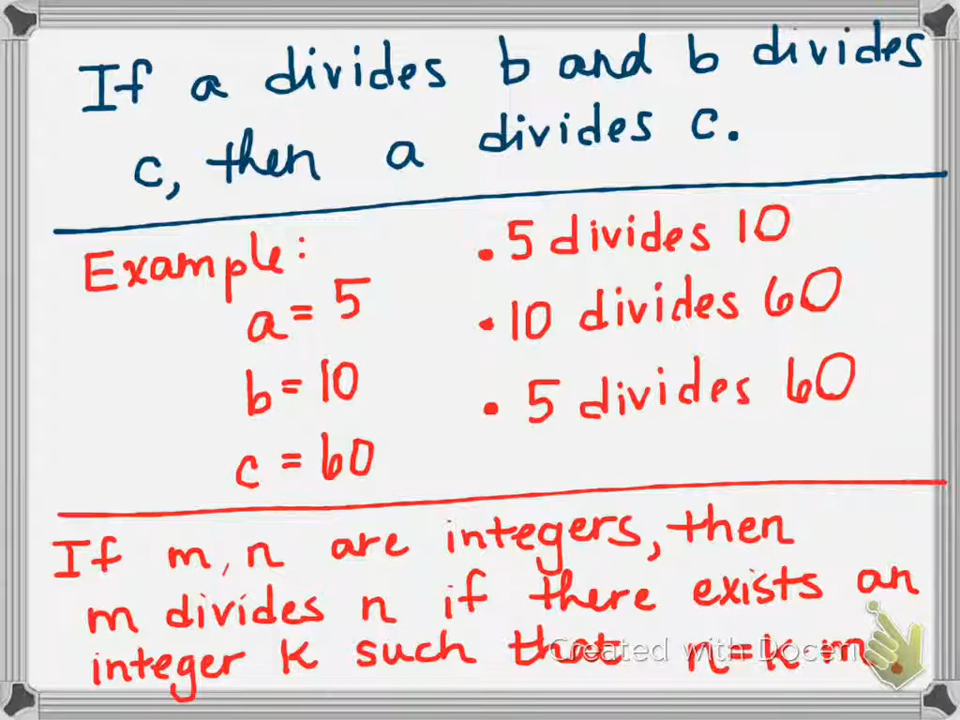 If a divides b and b divides
c, then a divides c.
Example:
a = 5
b = 10
c = 60
• 5 divides 10
• 10 divides 60
• 5 divides 60
If m, n are integers, then
m divides n if there exists an
integer k such that n k·m.
Created with Doceri